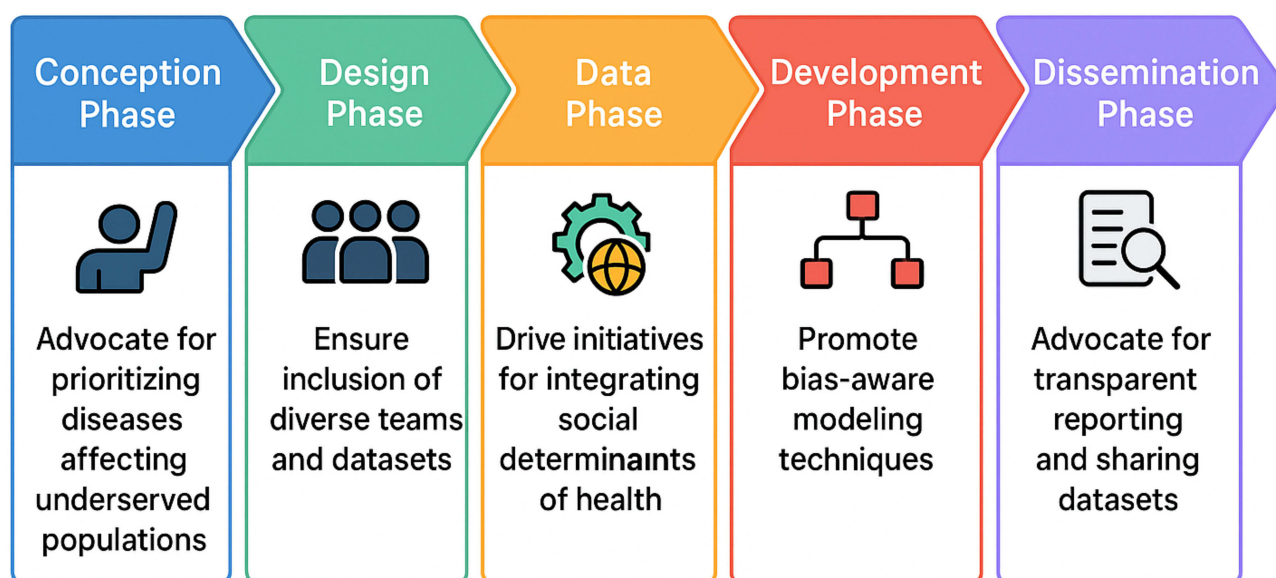 Conception
Phase
Advocate for
prioritizing
diseases
affecting
underserved
populations
Design
Phase
Ensure
inclusion of
diverse teams
and datasets
Data
Phase
Drive initiatives
for integrating
social
determinaınts
of health
Development
Phase
Promote
bias-aware
modeling
techniques
Dissemination
Phase
Advocate for
transparent
reporting
and sharing
datasets